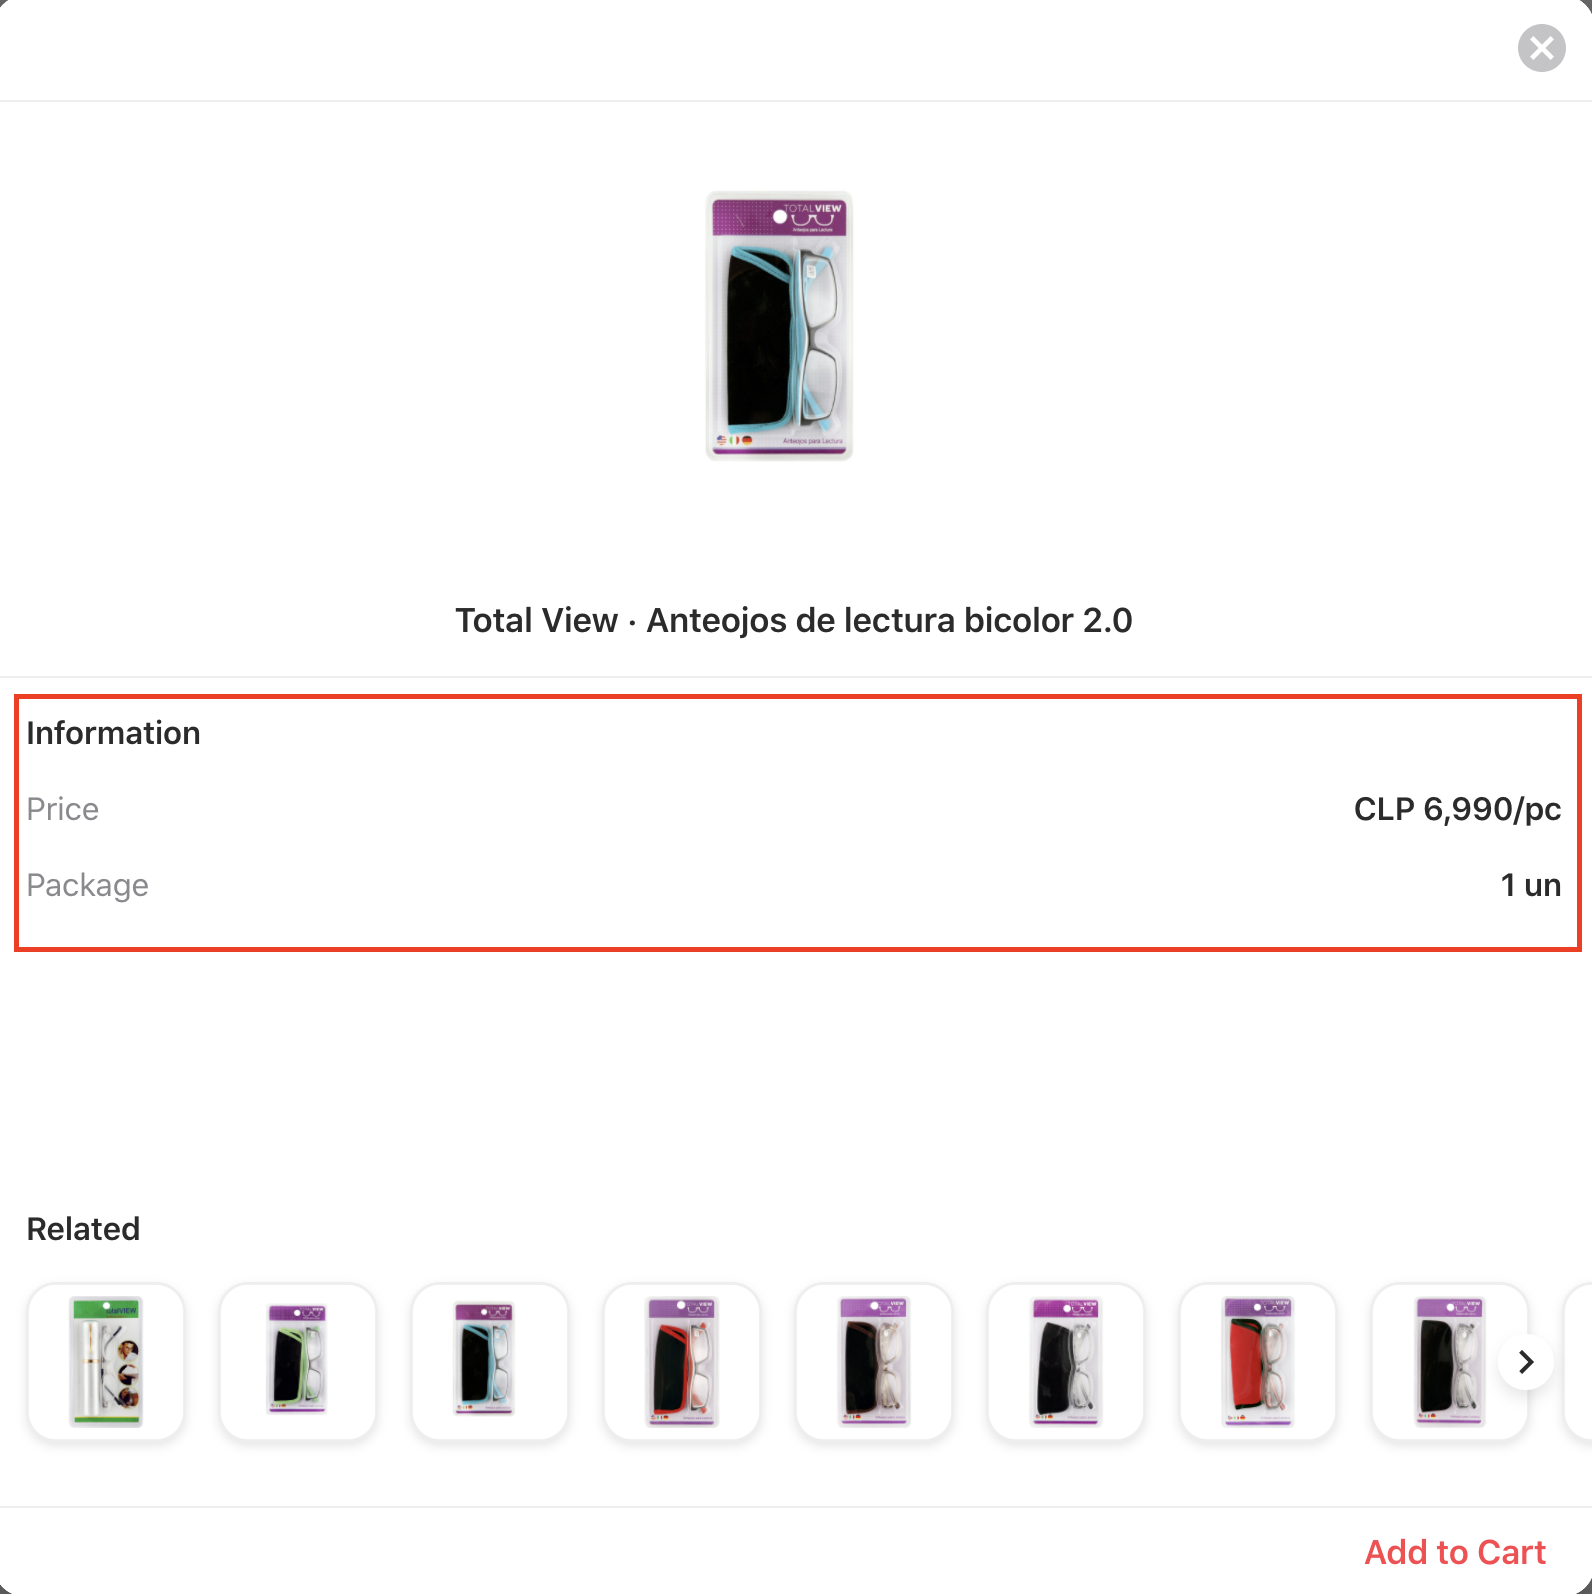 TOTAL VIEW
Anteojos para Lectura
Anteojos para Lectura
Total View · Anteojos de lectura bicolor 2.0
Information
Price CLP 6,990/pc
Package 1 un
Related
totalVIEW
Add to Cart